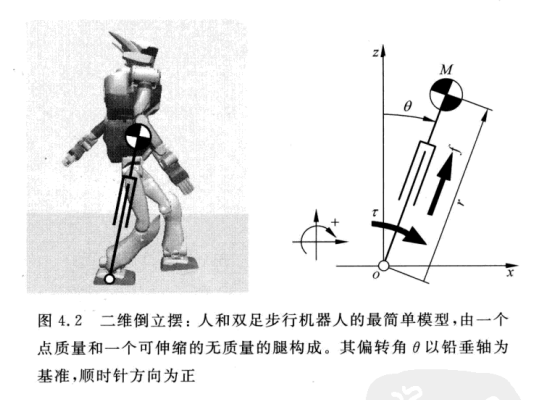 z
M
θ
f
r
τ
+
O
x
图 4.2 二维倒立摆：人和双足步行机器人的最简单模型，由一个
点质量和一个可伸缩的无质量的腿构成。其偏转角 θ 以铅垂轴为
基准，顺时针方向为正